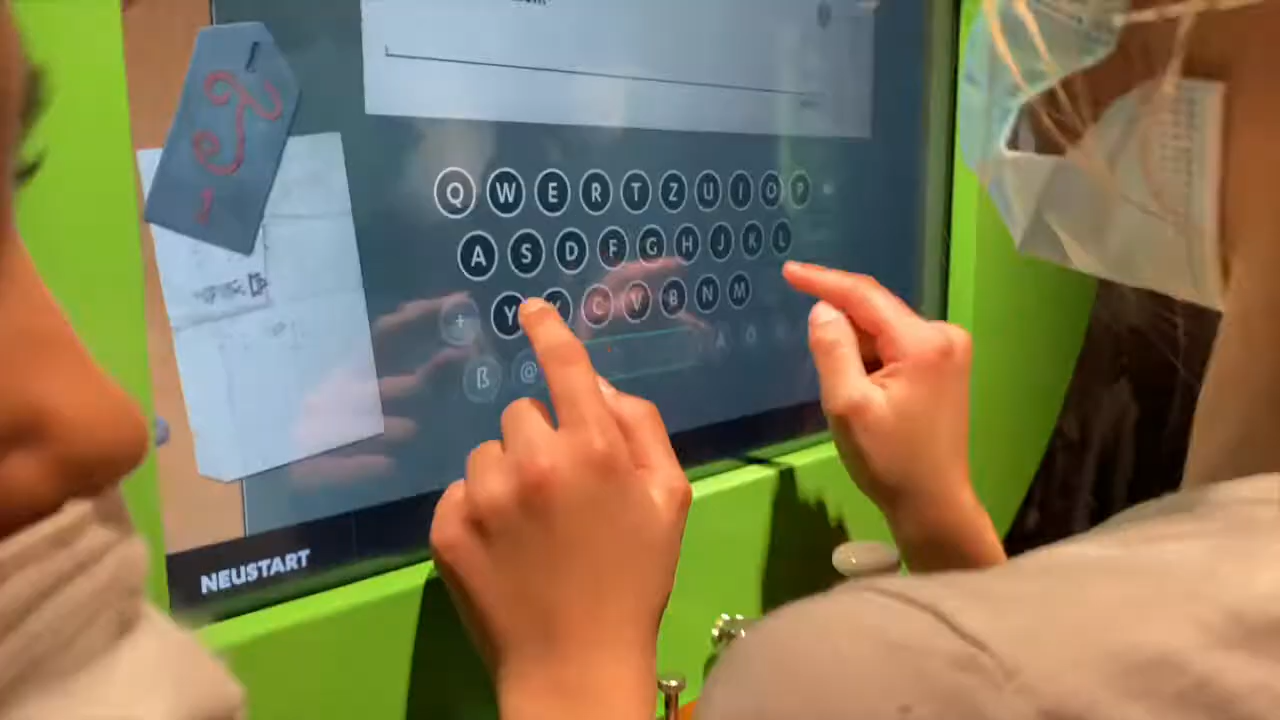 Q W E R T Z U I O P
A S D F G H J K L
+ Y X C V B N M
ß @ A O
NEUSTART